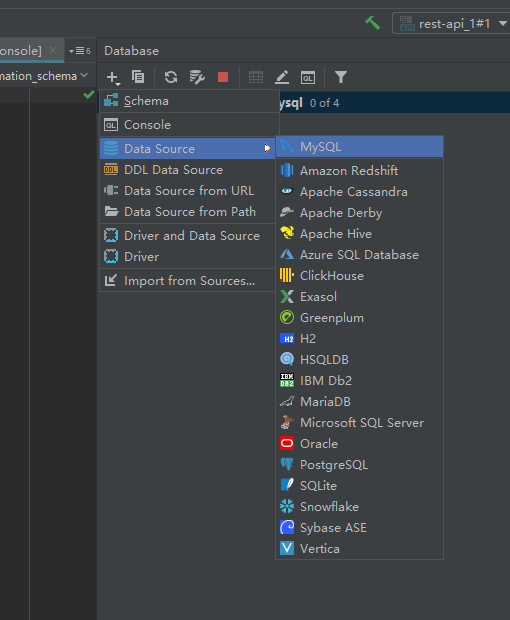 rest-api_1#1
onsole]
6
Database
mation_schema
ysql 0 of 4
Schema
QL Console
Data Source
DDL DDL Data Source
Data Source from URL
Data Source from Path
Driver and Data Source
Driver
Import from Sources...
MySQL
Amazon Redshift
Apache Cassandra
Apache Derby
Apache Hive
Azure SQL Database
ClickHouse
Exasol
Greenplum
H2 H2
HSQLDB
IBM DB2 IBM Db2
MariaDB
Microsoft SQL Server
Oracle
PostgreSQL
SQLite
Snowflake
Sybase ASE
Vertica